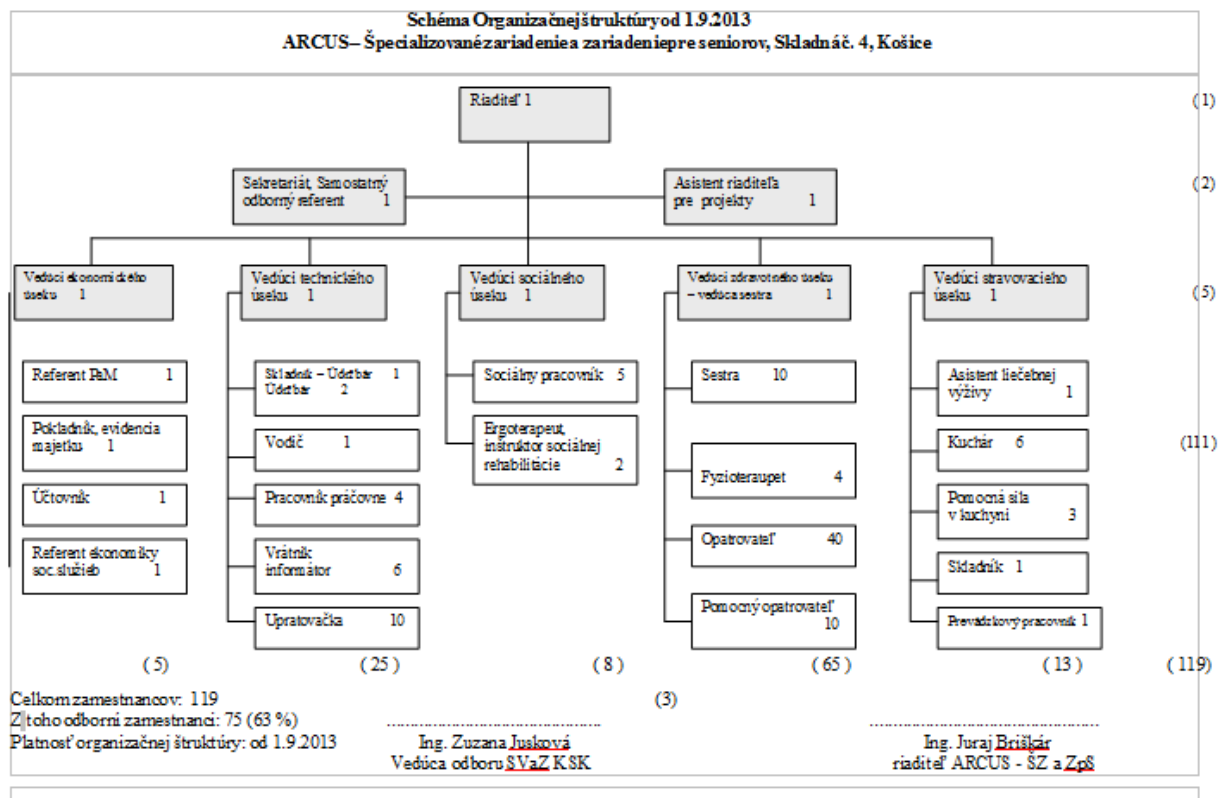 Schéma Organizačnej štruktúry od 1.9.2013
ARCUS– Špecializované zariadenie a zariadenie pre seniorov, Skladná č. 4, Košice
Riaditeľ 1
(1)
Sekretariát, Samostatný
odborný referent 1
Asistent riaditeľa
pre projekty 1
(2)
Vedúci ekonomického
úseku 1
Vedúci technického
úseku 1
Vedúci sociálneho
úseku 1
Vedúci zdravotného úseku
– vedúca sestra 1
Vedúci stravovacieho
úseku 1
(5)
Referent PaM 1
Pokladník, evidencia
majetku 1
Účtovník 1
Referent ekonomiky
soc.služieb 1
Skladník – Údržbár 1
Údržbár 2
Vodič 1
Pracovník práčovne 4
Vrátnik
informátor 6
Upratovačka 10
Sociálny pracovník 5
Ergoterapeut,
inštruktor sociálnej
rehabilitácie 2
Sestra 10
Fyzioteraupet 4
Opatrovateľ 40
Pomocný opatrovateľ
10
Asistent liečebnej
výživy 1
Kuchár 6
Pomocná sila
v kuchyni 3
Skladník 1
Prevádzkový pracovník 1
(111)
(5) (25) (8) (65) (13) (119)
Celkom zamestnancov: 119
(3)
Z toho odborní zamestnanci: 75 (63 %)
Platnosť organizačnej štruktúry: od 1.9.2013
Ing. Zuzana Jusková
Vedúca odboru SVaZ KSK
Ing. Juraj Briškár
riaditeľ ARCUS - ŠZ a ZpS